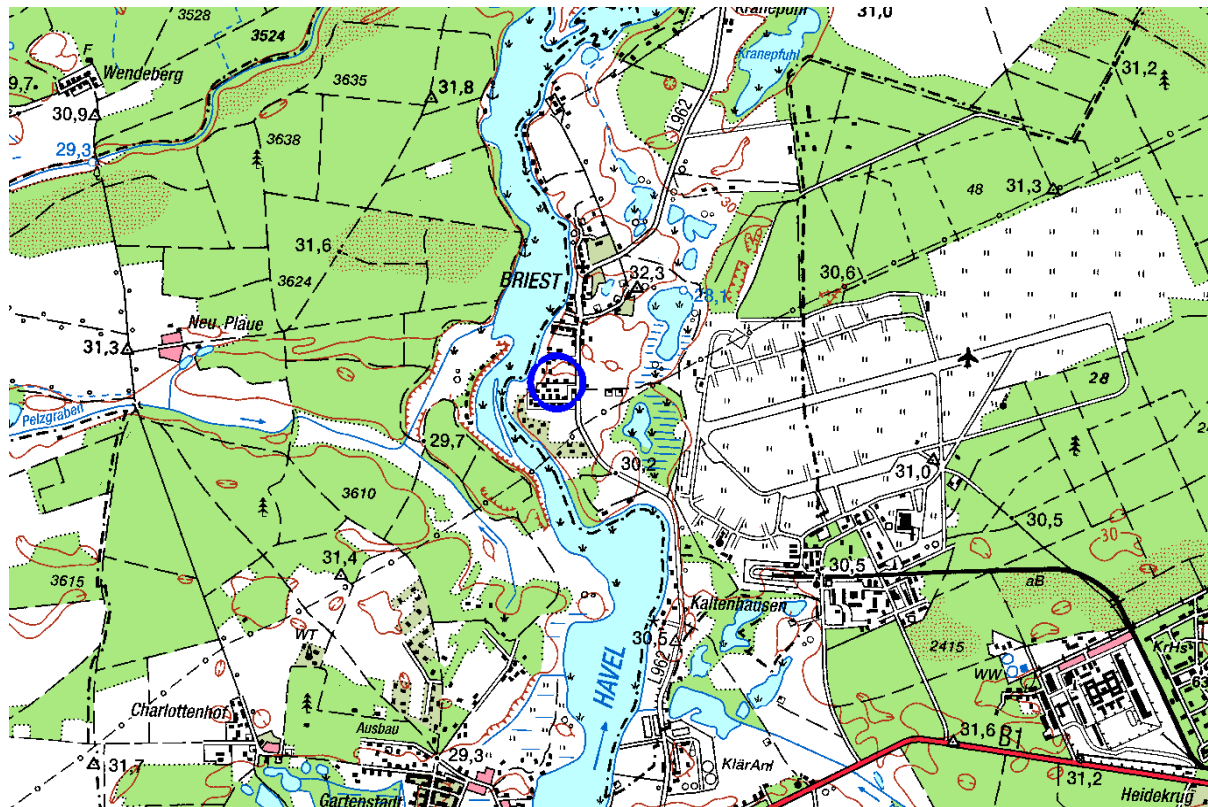 3528
3524
F
Wendeberg
9,7
30,9
29,3
3635
31,8
3638
31,6
3624
Kranepuhl
31,0
Kranepfuhl
L962
31,2
48
31,3
30
32,3
28,1
30,6
BRIEST
Neu Plaue
31,3
Pelzgraben
29,7
3610
30,2
28
31,0
30,5
30
31,4
3615
30,5
aB
Kaltenhausen
30,5
2415
WT
L962
HAVEL
KrHs
63
WW
Charlottenhof
Ausbau
31,6
B1
31,7
29,3
KlärAnl
31,2
Gartenstadt
Heidekrug